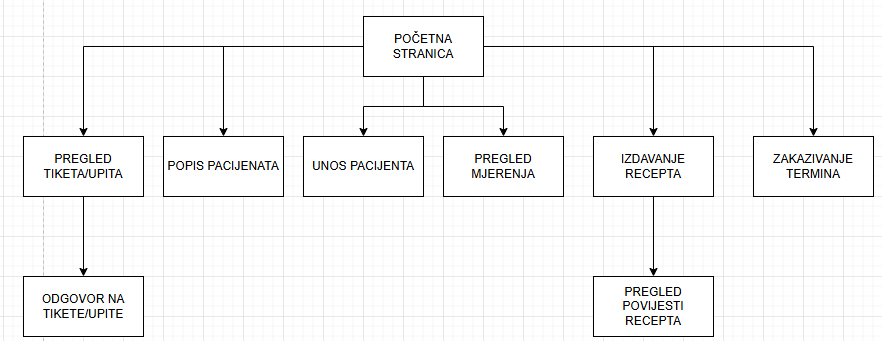 POČETNA
STRANICA
PREGLED
TIKETA/UPITA
POPIS PACIJENATA
UNOS PACIJENTA
PREGLED
MJERENJA
IZDAVANJE
RECEPTA
ZAKAZIVANJE
TERMINA
ODGOVOR NA
TIKETE/UPITE
PREGLED
POVIJESTI
RECEPTA